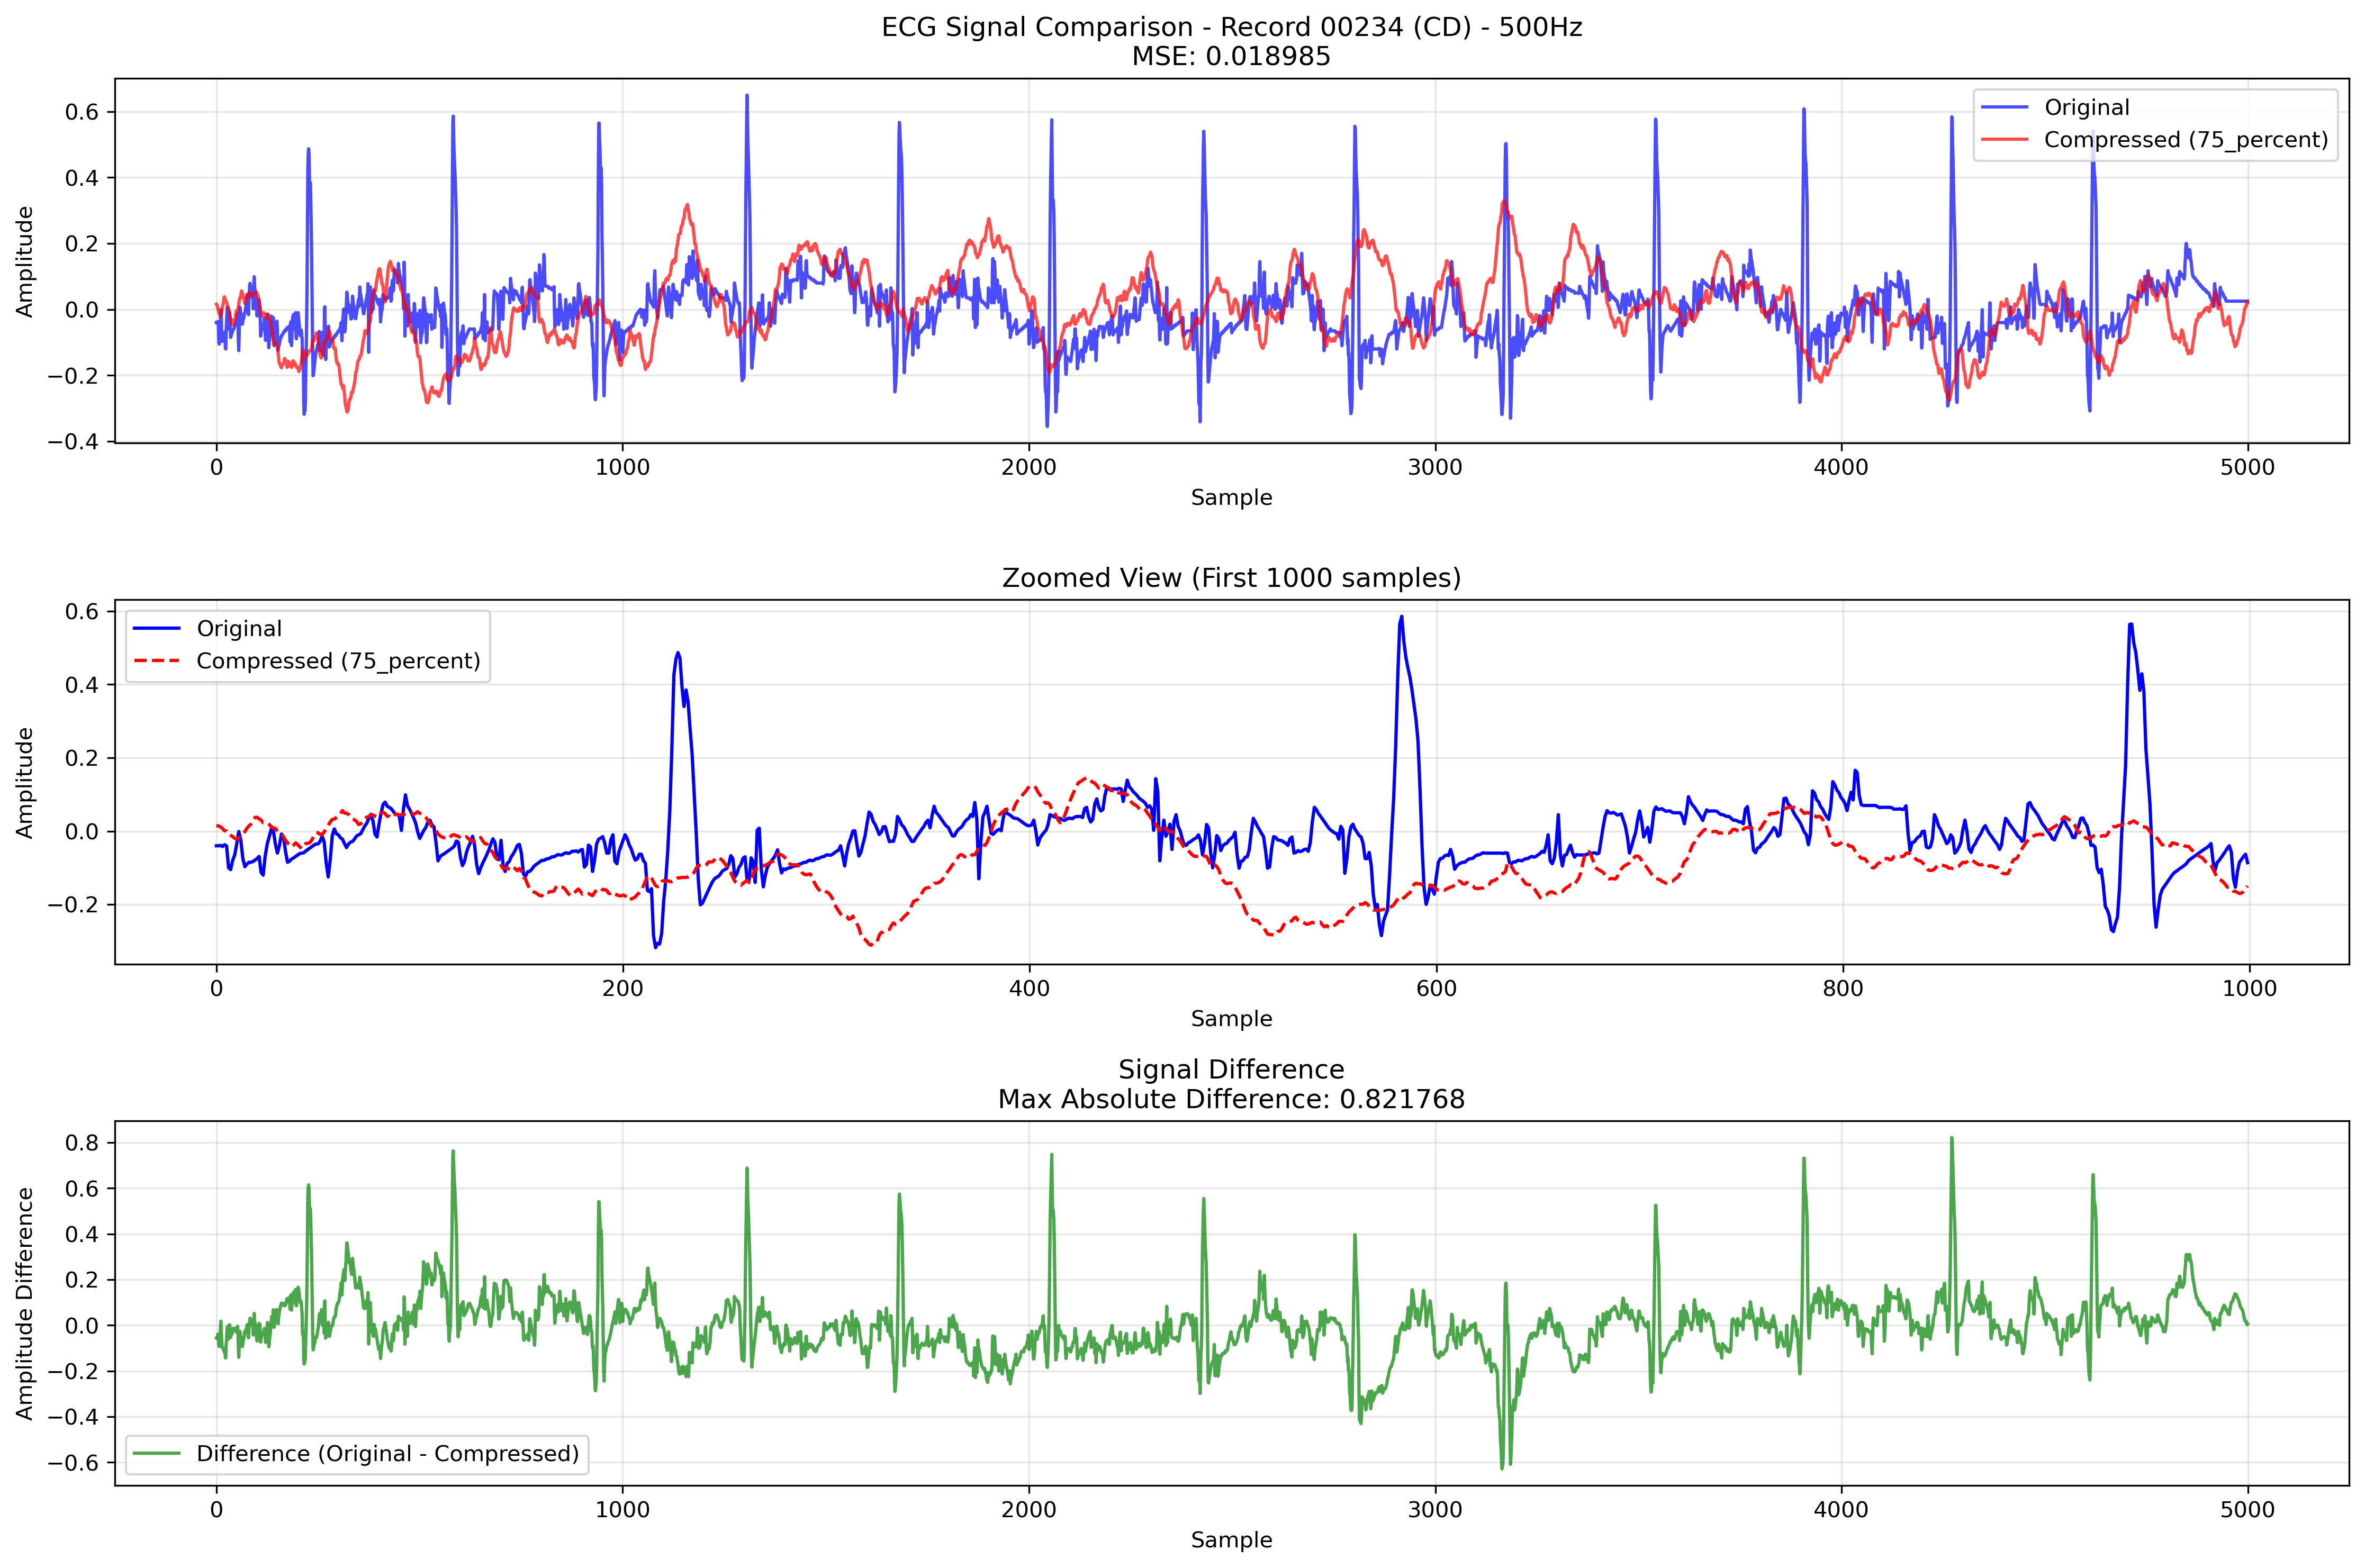 ECG Signal Comparison - Record 00234 (CD) - 500Hz
MSE: 0.018985
Amplitude
0.6
0.4
0.2
0.0
−0.2
−0.4
Original
Compressed (75_percent)
0 1000 2000 3000 4000 5000
Sample
Zoomed View (First 1000 samples)
Amplitude
0.6
0.4
0.2
0.0
−0.2
Original
Compressed (75_percent)
0 200 400 600 800 1000
Sample
Signal Difference
Max Absolute Difference: 0.821768
Amplitude Difference
0.8
0.6
0.4
0.2
0.0
−0.2
−0.4
−0.6
Difference (Original - Compressed)
0 1000 2000 3000 4000 5000
Sample